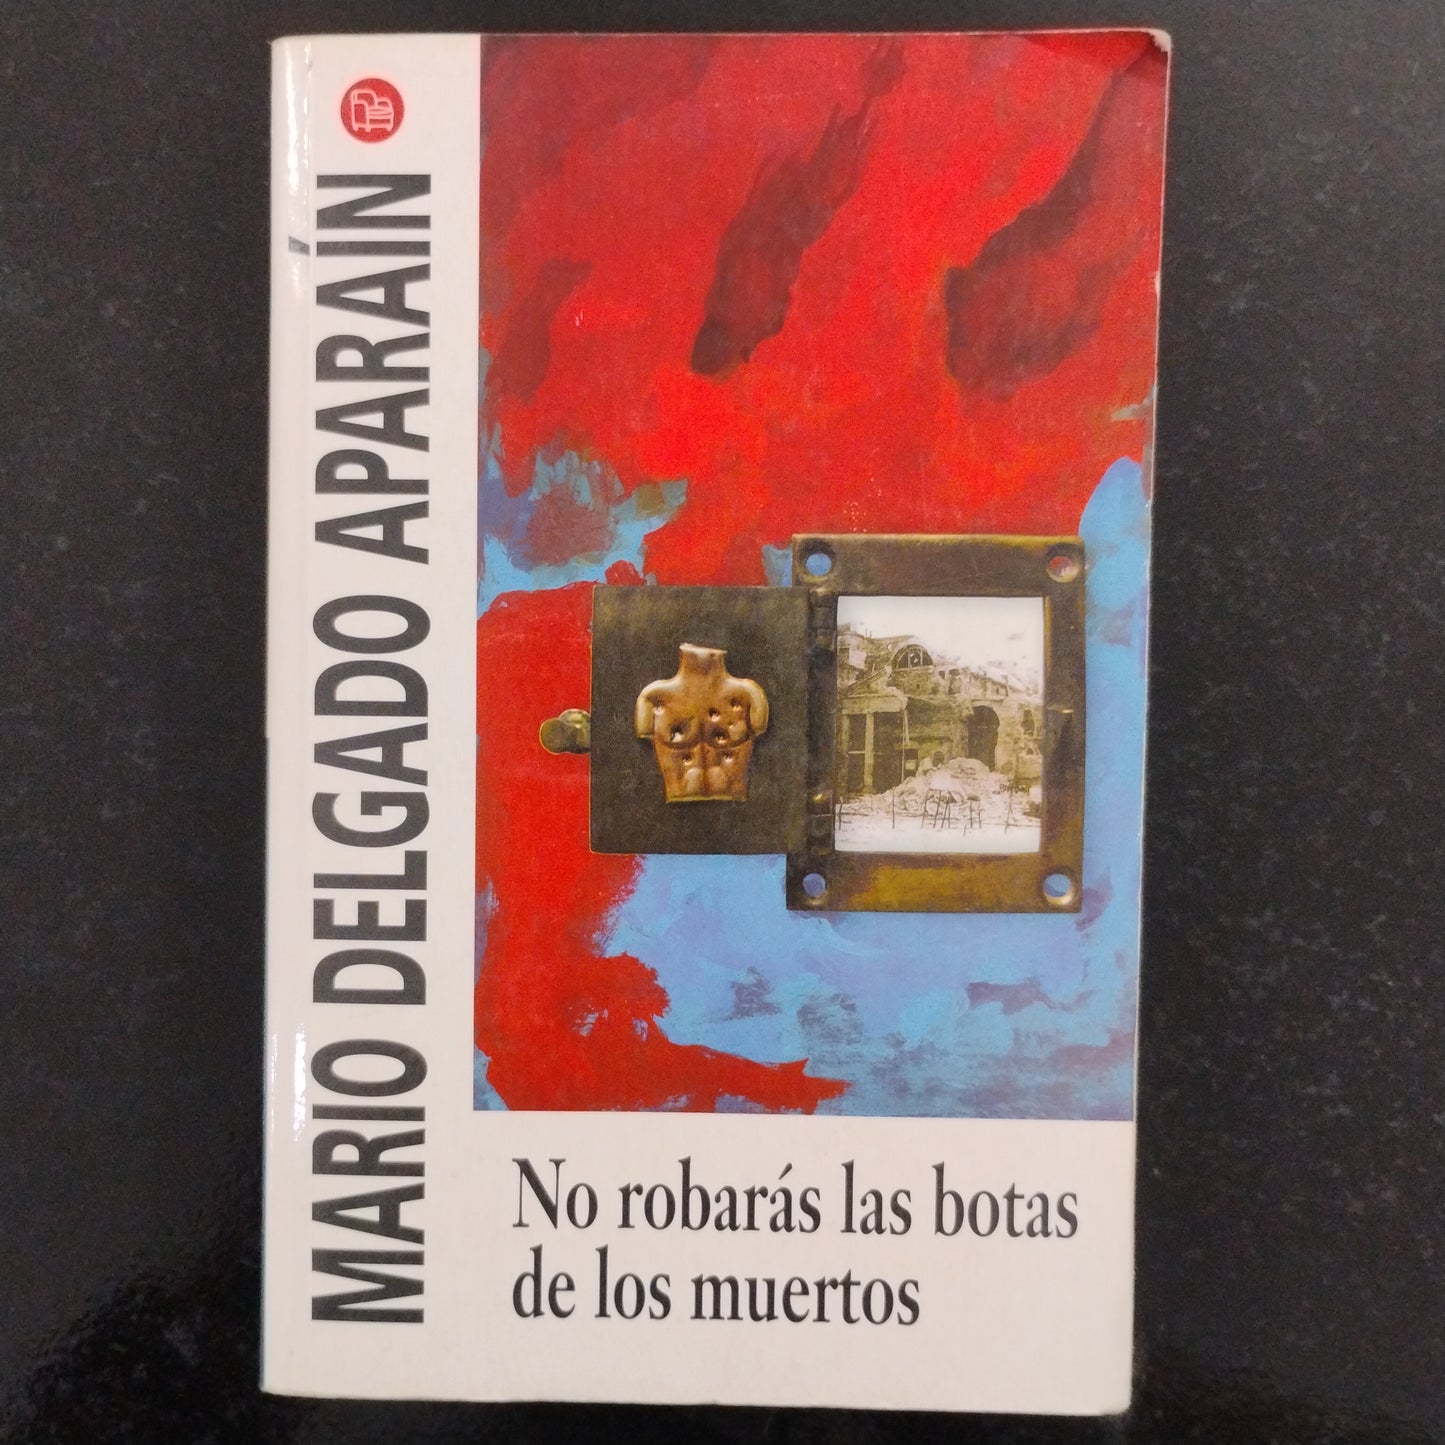 MARIO DELGADO APARAÍN
No robarás las botas
de los muertos